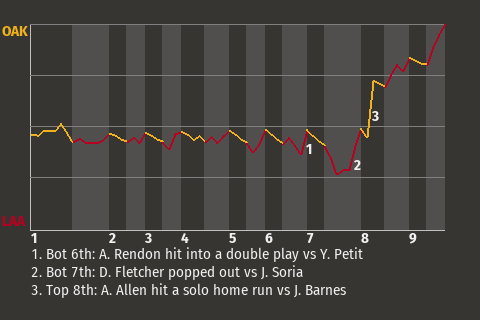 OAK
3
1
2
LAA
1 2 3 4 5 6 7 8 9
1. Bot 6th: A. Rendon hit into a double play vs Y. Petit
2. Bot 7th: D. Fletcher popped out vs J. Soria
3. Top 8th: A. Allen hit a solo home run vs J. Barnes